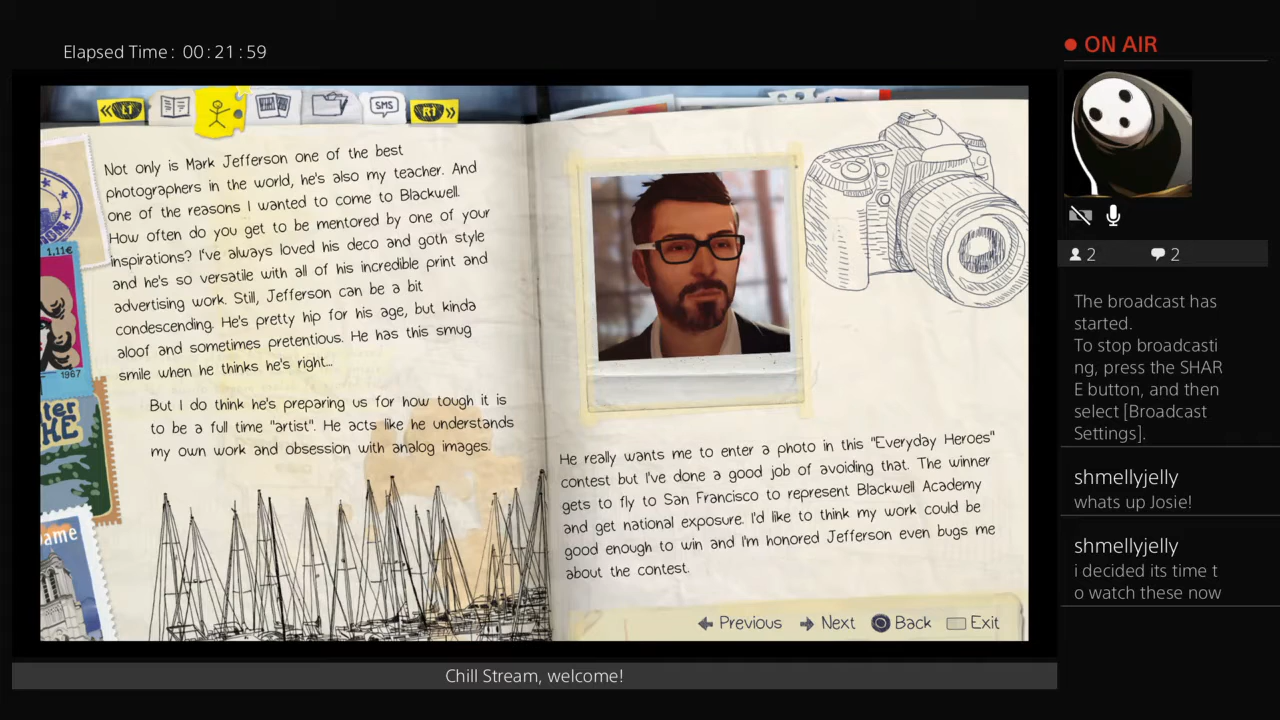 Elapsed Time: 00:21:59
ON AIR
L1
SMS
R1
1,11€
1967
Not only is Mark Jefferson one of the best
photographers in the world, he's also my teacher. And
one of the reasons I wanted to come to Blackwell.
How often do you get to be mentored by one of your
inspirations? I've always loved his deco and goth style
and he's so versatile with all of his incredible print and
advertising work. Still, Jefferson can be a bit
condescending. He's pretty hip for his age, but kinda
aloof and sometimes pretentious. He has this smug
smile when he thinks he's right...
But I do think he's preparing us for how tough it is
to be a full time "artist". He acts like he understands
my own work and obsession with analog images.
He really wants me to enter a photo in this "Everyday Heroes"
contest but I've done a good job of avoiding that. The winner
gets to fly to San Francisco to represent Blackwell Academy
and get national exposure. I'd like to think my work could be
good enough to win and I'm honored Jefferson even bugs me
about the contest.
Previous
Next
Back
Exit
2
2
The broadcast has
started.
To stop broadcasti
ng, press the SHAR
E button, and then
select [Broadcast
Settings].
shmellyjelly
whats up Josie!
shmellyjelly
i decided its time t
o watch these now
Chill Stream, welcome!